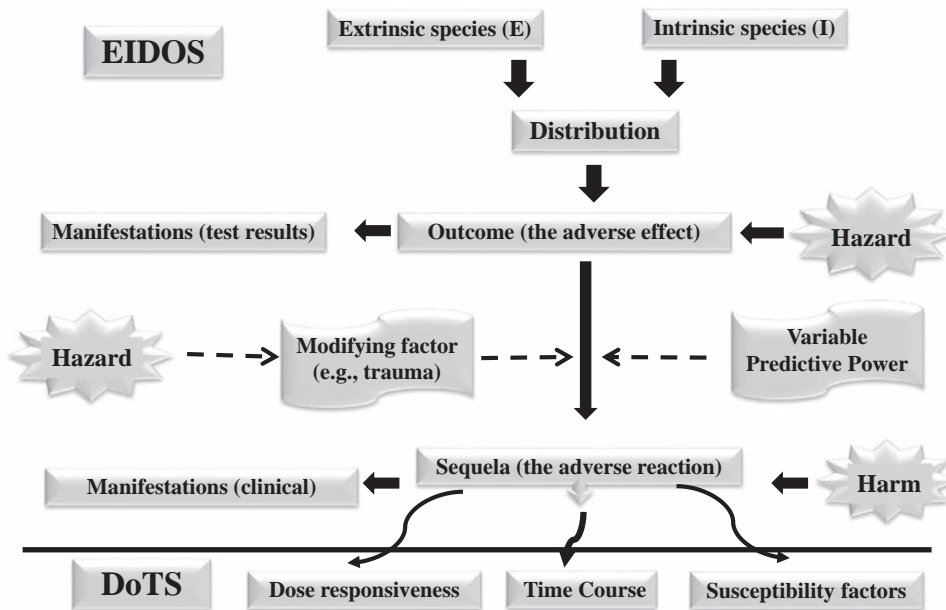 EIDOS
Extrinsic species (E)
Intrinsic species (I)
Distribution
Manifestations (test results)
Outcome (the adverse effect)
Hazard
Hazard
Modifying factor
(e.g., trauma)
Variable
Predictive Power
Manifestations (clinical)
Sequela (the adverse reaction)
Harm
DoTS
Dose responsiveness
Time Course
Susceptibility factors